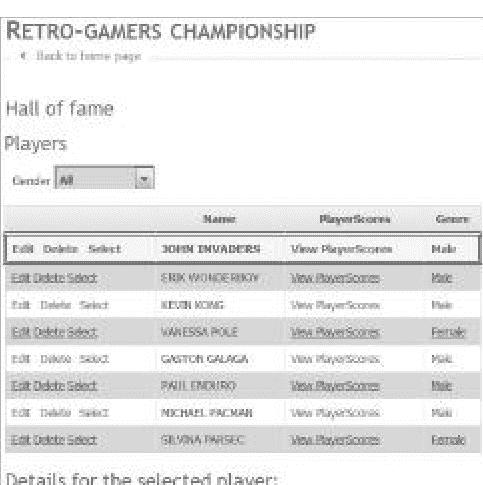 RETRO-GAMERS CHAMPIONSHIP
Back to home page
Hall of fame
Players
Gender All
Name PlayerScores Genre
Edit Delete Select JOHN INVADERS View PlayerScores Male
Edit Delete Select ERIK WONDERBOY View PlayerScores Male
Edit Delete Select KEVIN KONG View PlayerScores Male
Edit Delete Select VANESSA POLE View PlayerScores Female
Edit Delete Select GASTON GALAGA View PlayerScores Male
Edit Delete Select PAUL ENDURO View PlayerScores Male
Edit Delete Select MICHAEL PACMAN View PlayerScores Male
Edit Delete Select SILVINA PARSEC View PlayerScores Female
Details for the selected player: